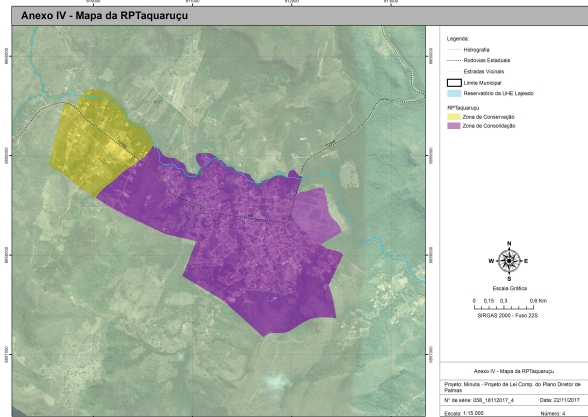 Anexo IV - Mapa da RPTaquaruçu
Legenda:
Hidrografia
Rodovias Estaduais
Estradas Vicinais
Limite Municipal
Reservatório da UHE Lajeado
RPTaquaruçu
Zona de Conservação
Zona de Consolidação
N
W
E
S
Escala Gráfica
0 0,15 0,3 0,6 Km
SIRGAS 2000 - Fuso 22S
Anexo IV - Mapa da RPTaquaruçu
Projeto: Minuta - Projeto de Lei Comp. do Plano Diretor de
Palmas
N° de série: 058_16112017_4 Data: 22/11/2017
Escala: 1:15.000 Número: 4